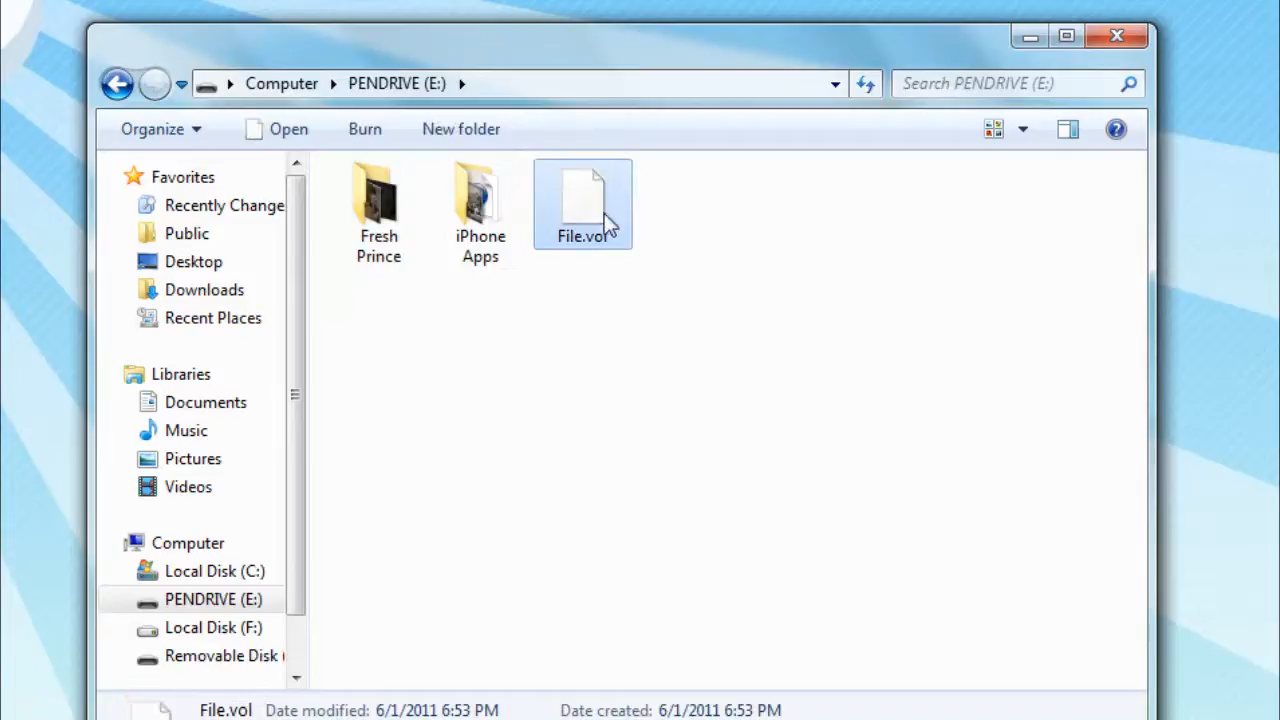 Computer PENDRIVE (E:) Search PENDRIVE (E:)
Organize Open Burn New folder
Favorites
Recently Change
Public
Desktop
Downloads
Recent Places
Libraries
Documents
Music
Pictures
Videos
Computer
Local Disk (C:)
PENDRIVE (E:)
Local Disk (F:)
Removable Disk (
Fresh
Prince
iPhone
Apps
File.vol
File.vol Date modified: 6/1/2011 6:53 PM Date created: 6/1/2011 6:53 PM